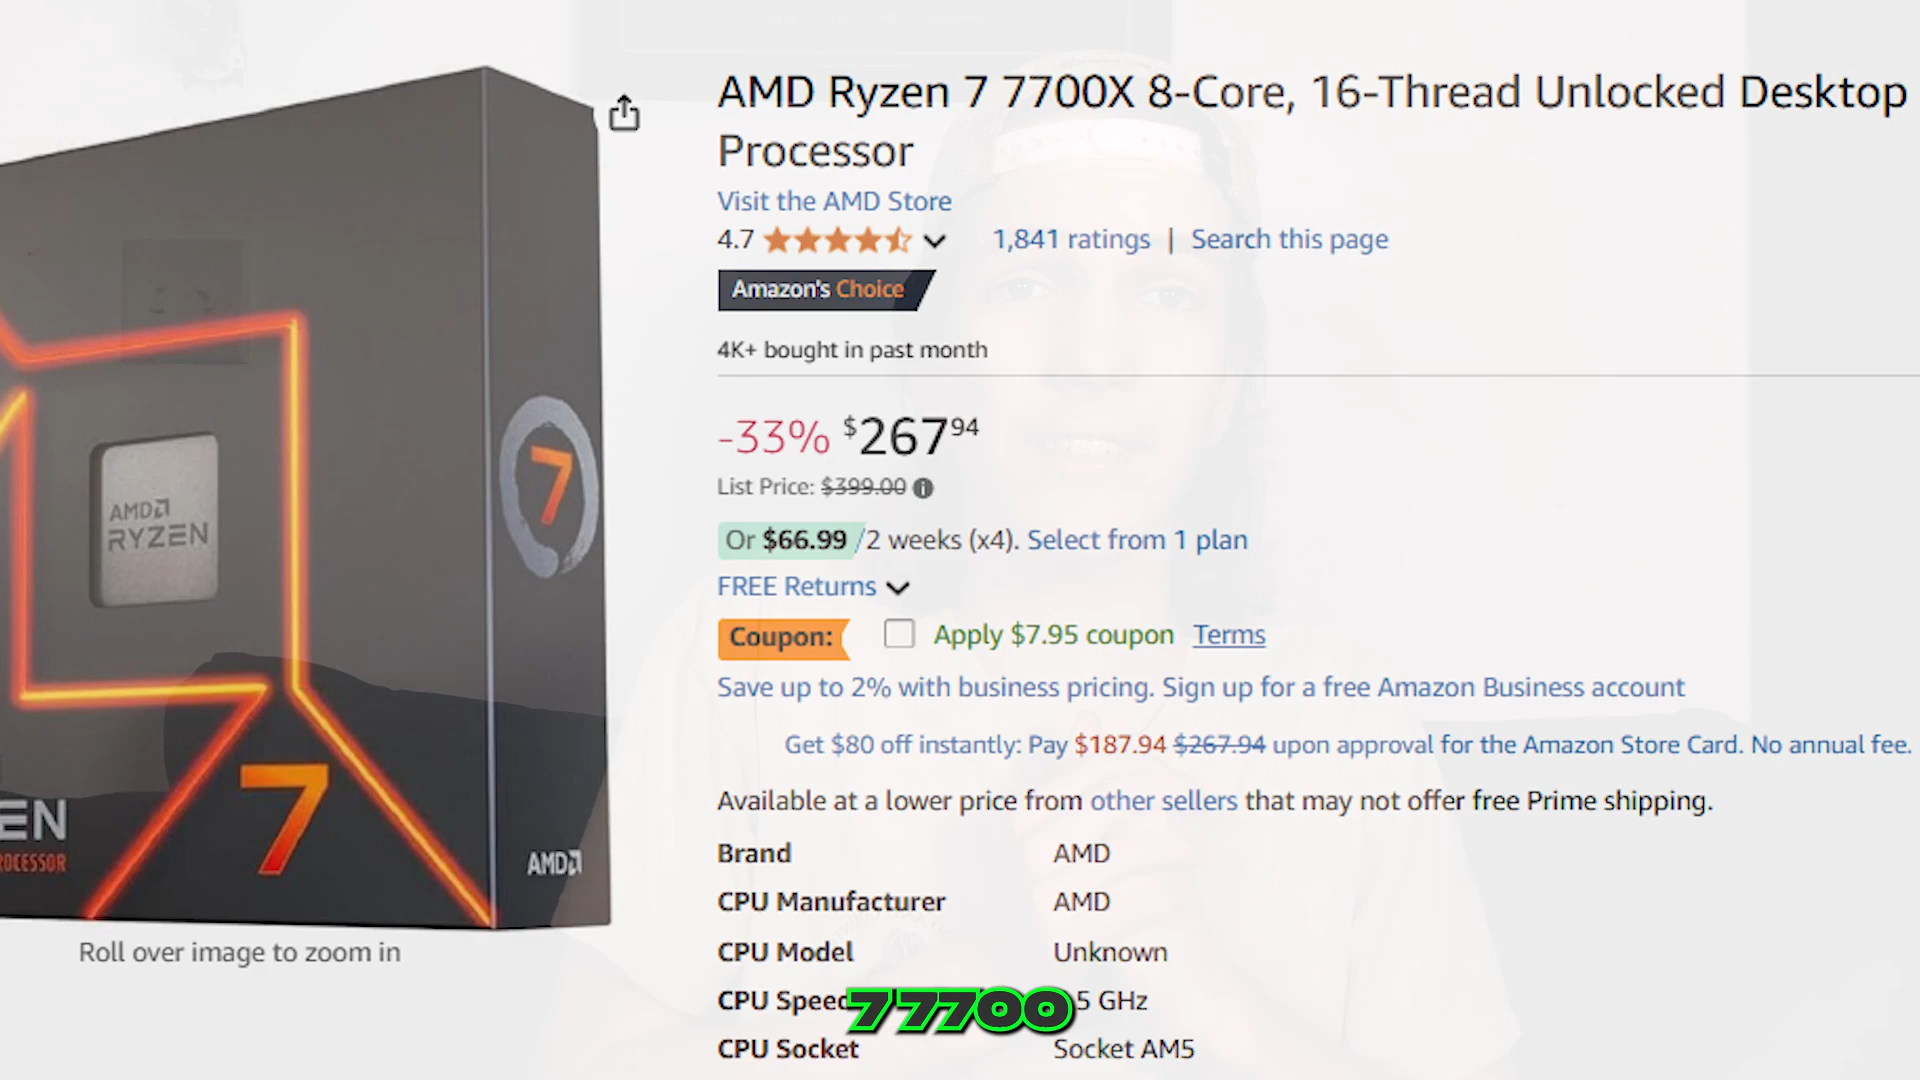 AMD Ryzen 7 7700X 8-Core, 16-Thread Unlocked Desktop
Processor
Visit the AMD Store
4.7 1,841 ratings | Search this page
Amazon's Choice
4K+ bought in past month
-33% $267 94
List Price: $399.00
Or $66.99 /2 weeks (x4). Select from 1 plan
FREE Returns
Coupon: Apply $7.95 coupon Terms
Save up to 2% with business pricing. Sign up for a free Amazon Business account
Get $80 off instantly: Pay $187.94 $267.94 upon approval for the Amazon Store Card. No annual fee.
Available at a lower price from other sellers that may not offer free Prime shipping.
Brand AMD
CPU Manufacturer AMD
CPU Model Unknown
CPU Speed 5 GHz
CPU Socket Socket AM5
7 7700
AMD
RYZEN
7
7
EN
ROCESSOR
AMD
Roll over image to zoom in